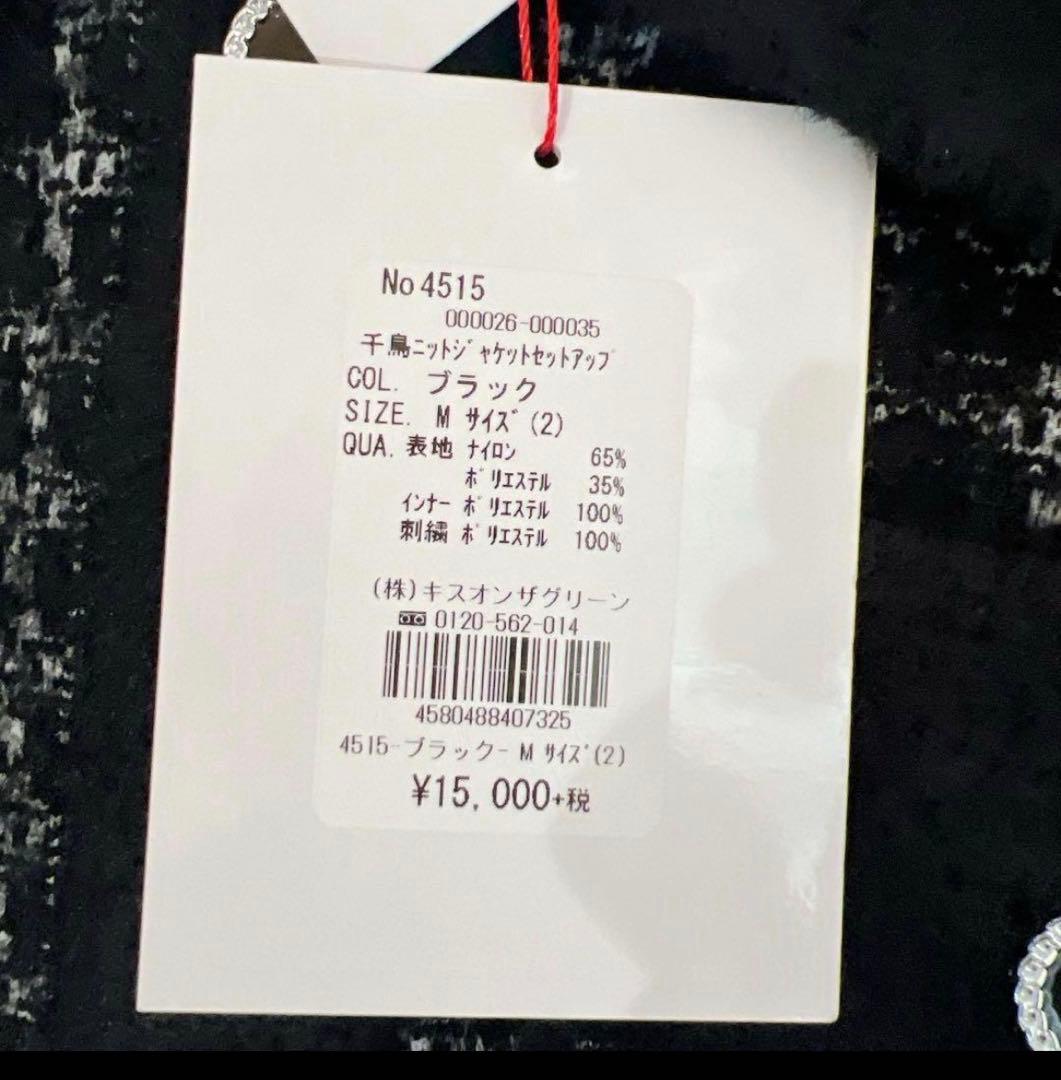 No 4515
000026-000035
千鳥ニットジャケットセットアップ
COL. ブラック
SIZE. M サイズ(2)
QUA. 表地 ナイロン 65%
ポリエステル 35%
インナー ポリエステル 100%
刺繍 ポリエステル 100%
(株)キスオンザグリーン
0120-562-014
4580488407325
4515-ブラック- M サイズ(2)
¥15,000+税